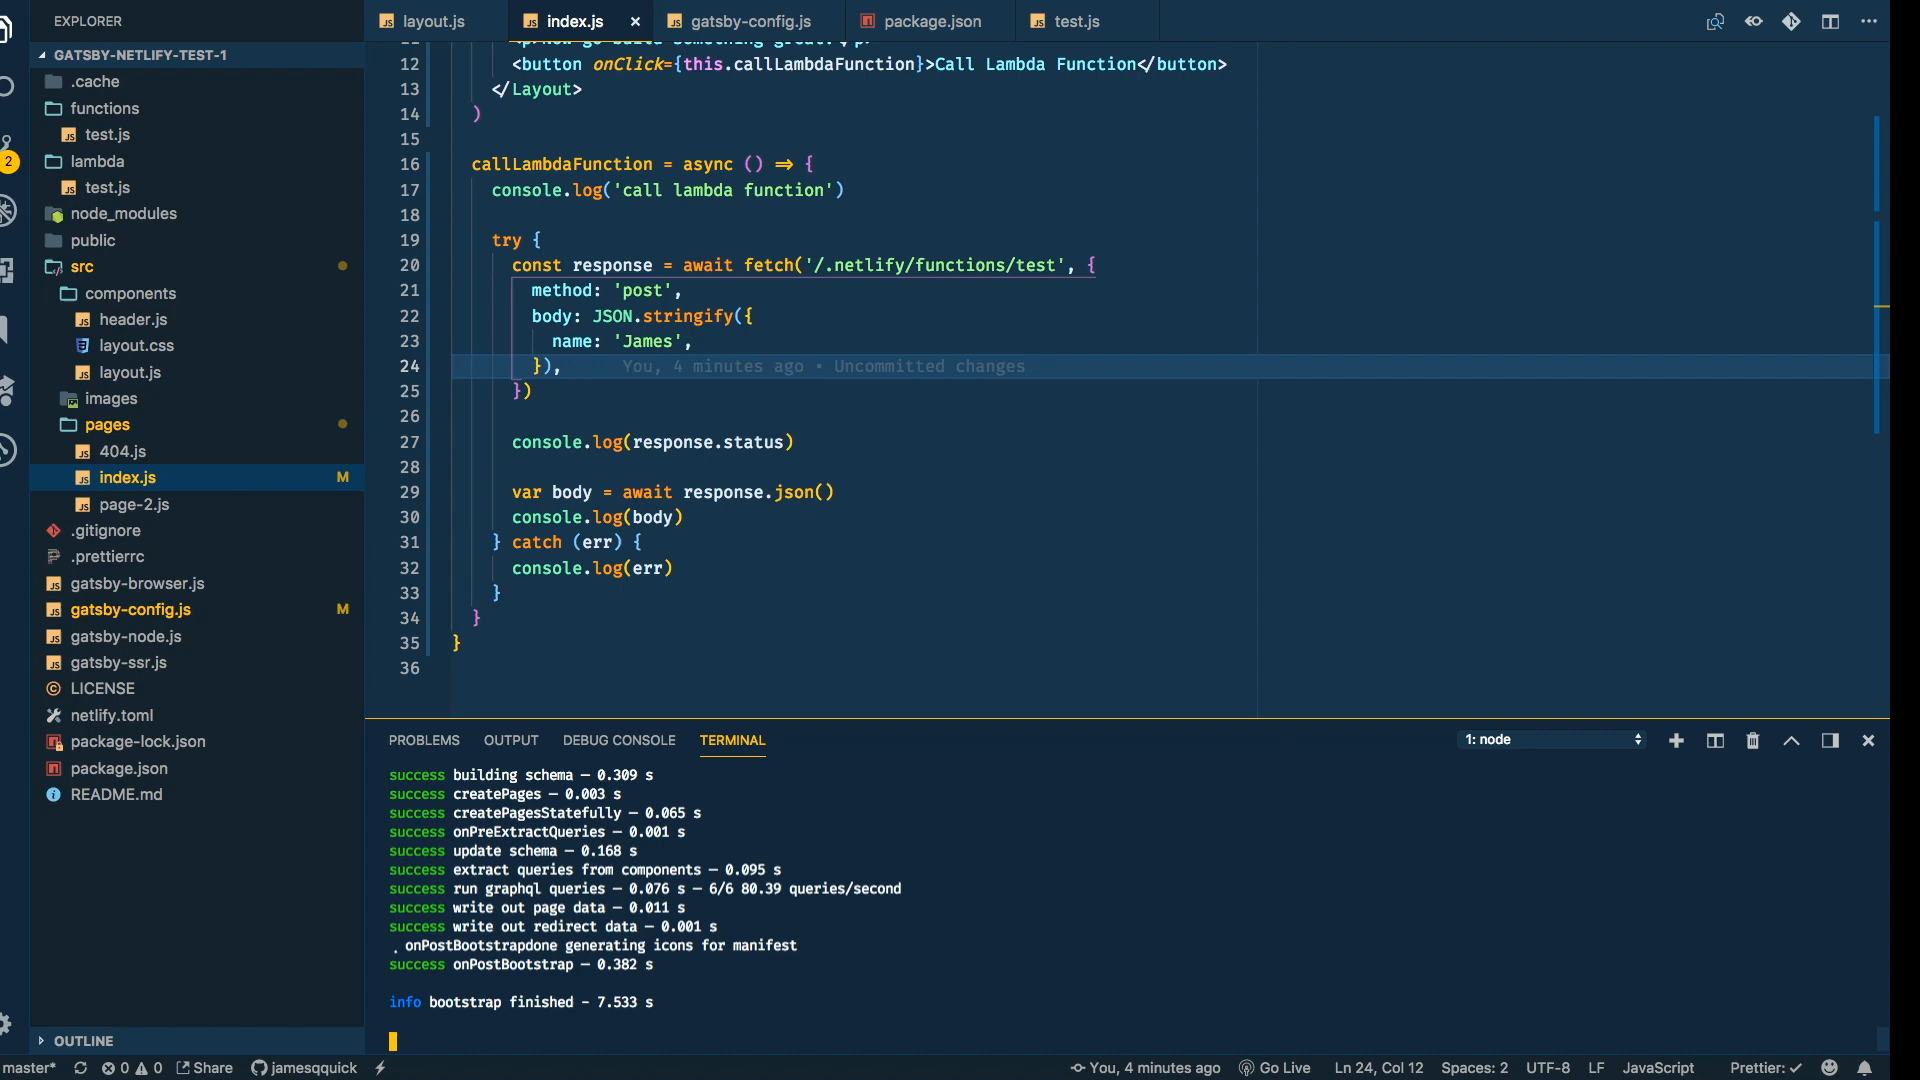 EXPLORER
layout.js
index.js
gatsby-config.js
package.json
test.js
GATSBY-NETLIFY-TEST-1
.cache
functions
test.js
lambda
test.js
node_modules
public
src
components
header.js
layout.css
layout.js
images
pages
404.js
index.js M
page-2.js
.gitignore
.prettierrc
gatsby-browser.js
gatsby-config.js M
gatsby-node.js
gatsby-ssr.js
LICENSE
netlify.toml
package-lock.json
package.json
README.md
OUTLINE
2
12 <button onClick={this.callLambdaFunction}>Call Lambda Function</button>
13 </Layout>
14 )
15
16 callLambdaFunction = async () => {
17 console.log('call lambda function')
18
19 try {
20 const response = await fetch('/.netlify/functions/test', {
21 method: 'post',
22 body: JSON.stringify({
23 name: 'James',
24 }), You, 4 minutes ago • Uncommitted changes
25 })
26
27 console.log(response.status)
28
29 var body = await response.json()
30 console.log(body)
31 } catch (err) {
32 console.log(err)
33 }
34 }
35 }
36
PROBLEMS OUTPUT DEBUG CONSOLE TERMINAL 1: node
success building schema — 0.309 s
success createPages — 0.003 s
success createPagesStatefully — 0.065 s
success onPreExtractQueries — 0.001 s
success update schema — 0.168 s
success extract queries from components — 0.095 s
success run graphql queries — 0.076 s — 6/6 80.39 queries/second
success write out page data — 0.011 s
success write out redirect data — 0.001 s
. onPostBootstrapdone generating icons for manifest
success onPostBootstrap — 0.382 s
info bootstrap finished - 7.533 s
master* 0 0 Share jamesqquick You, 4 minutes ago Go Live Ln 24, Col 12 Spaces: 2 UTF-8 LF JavaScript Prettier: ✓